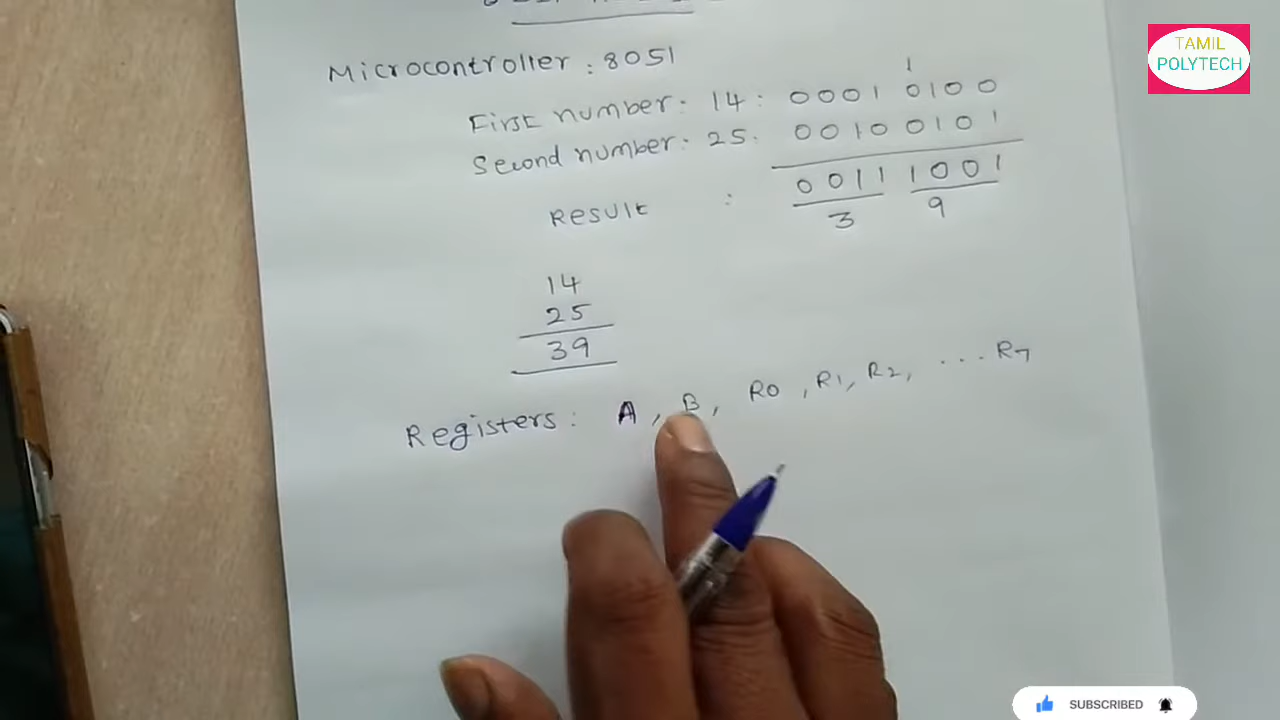 TAMIL
POLYTECH
Microcontroller : 8051
1
First number : 14 : 0001 0100
Second number : 25 : 0010 0101
Result : 0011 1001
3 9
14
25
39
Registers : A , B , R0 , R1 , R2 , ... R7
SUBSCRIBED